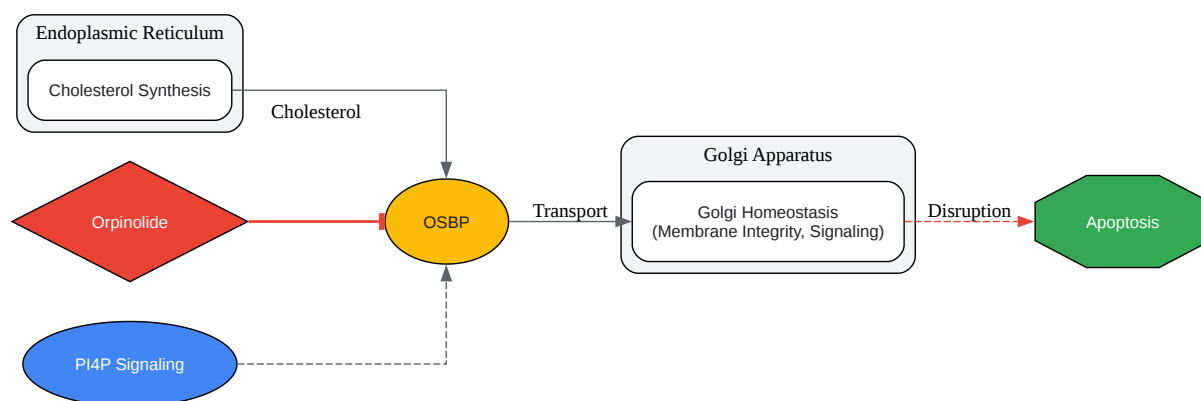 Endoplasmic Reticulum
Cholesterol Synthesis
Cholesterol
Orpinolide
OSBP
Transport
Golgi Apparatus
Golgi Homeostasis
(Membrane Integrity, Signaling)
Disruption
Apoptosis
PI4P Signaling